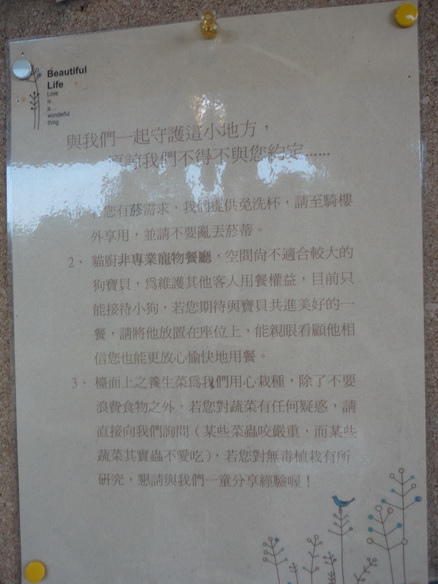 Beautiful
Life
Love
is
a
wonderful
thing
與我們一起守護這小地方，
原諒我們不得不與您約定......
您有菸需求、我們提供免洗杯，請至騎樓
外享用，並請不要亂丟菸蒂。
2、貓廚非專業寵物餐廳，空間尚不適合較大的
狗寶貝，為維護其他客人用餐權益，目前只
能接待小狗，若您期待與寶貝共進美好的一
餐，請將他放置在座位上，能親眼看顧他相
信您也能更放心愉快地用餐。
3、檯面上之養生菜為我們用心栽種，除了不要
浪費食物之外，若您對蔬菜有任何疑惑，請
直接向我們詢問（某些菜蟲咬嚴重，而某些
蔬菜其實蟲不愛吃），若您對無毒植栽有所
研究，懇請與我們一童分享經驗喔！